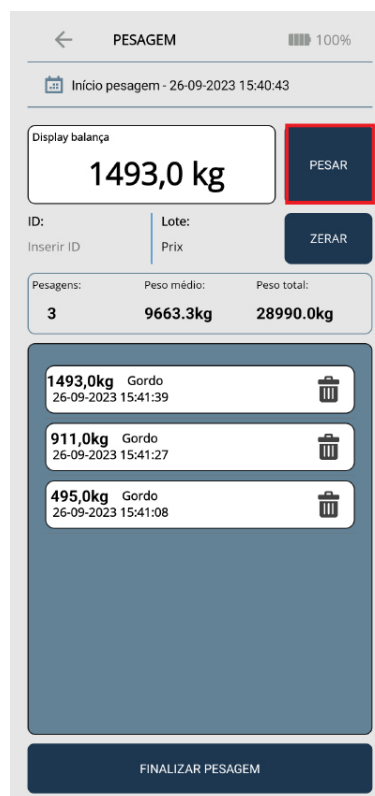 PESAGEM 100%
Início pesagem - 26-09-2023 15:40:43
Display balança
1493,0 kg
PESAR
ID: Lote:
Inserir ID Prix
ZERAR
Pesagens: Peso médio: Peso total:
3 9663.3kg 28990.0kg
1493,0kg Gordo
26-09-2023 15:41:39
911,0kg Gordo
26-09-2023 15:41:27
495,0kg Gordo
26-09-2023 15:41:08
FINALIZAR PESAGEM